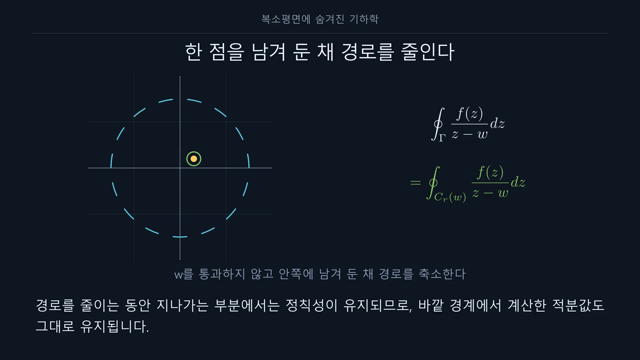 복소평면에 숨겨진 기하학
한 점을 남겨 둔 채 경로를 줄인다
∮_Γ f(z)/(z − w) dz
= ∮_{C_r(w)} f(z)/(z − w) dz
w를 통과하지 않고 안쪽에 남겨 둔 채 경로를 축소한다
경로를 줄이는 동안 지나가는 부분에서는 정칙성이 유지되므로, 바깥 경계에서 계산한 적분값도
그대로 유지됩니다.